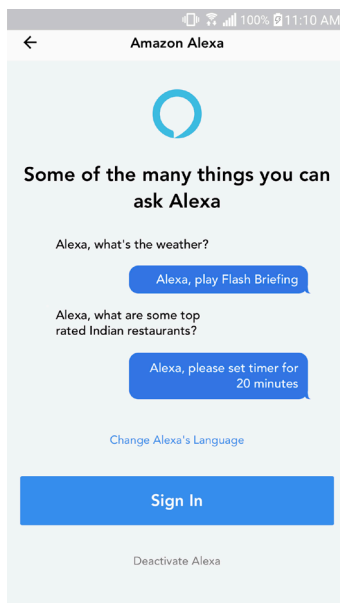 100% 11:10 AM
Amazon Alexa
Some of the many things you can
ask Alexa
Alexa, what's the weather?
Alexa, play Flash Briefing
Alexa, what are some top
rated Indian restaurants?
Alexa, please set timer for
20 minutes
Change Alexa's Language
Sign In
Deactivate Alexa